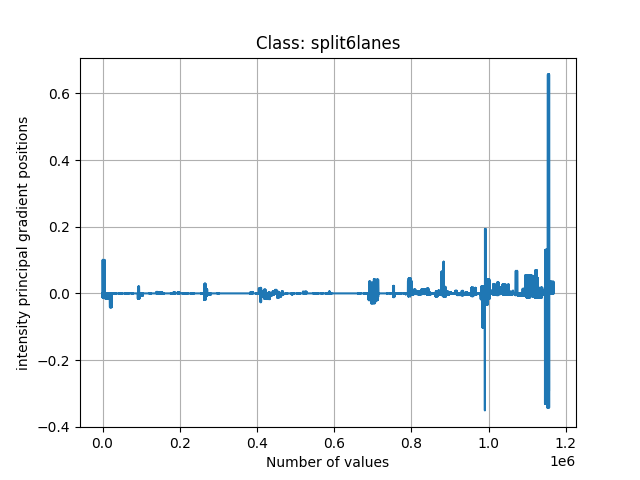 Class: split6lanes
intensity principal gradient positions
0.6
0.4
0.2
0.0
−0.2
−0.4
0.0 0.2 0.4 0.6 0.8 1.0 1.2
1e6
Number of values